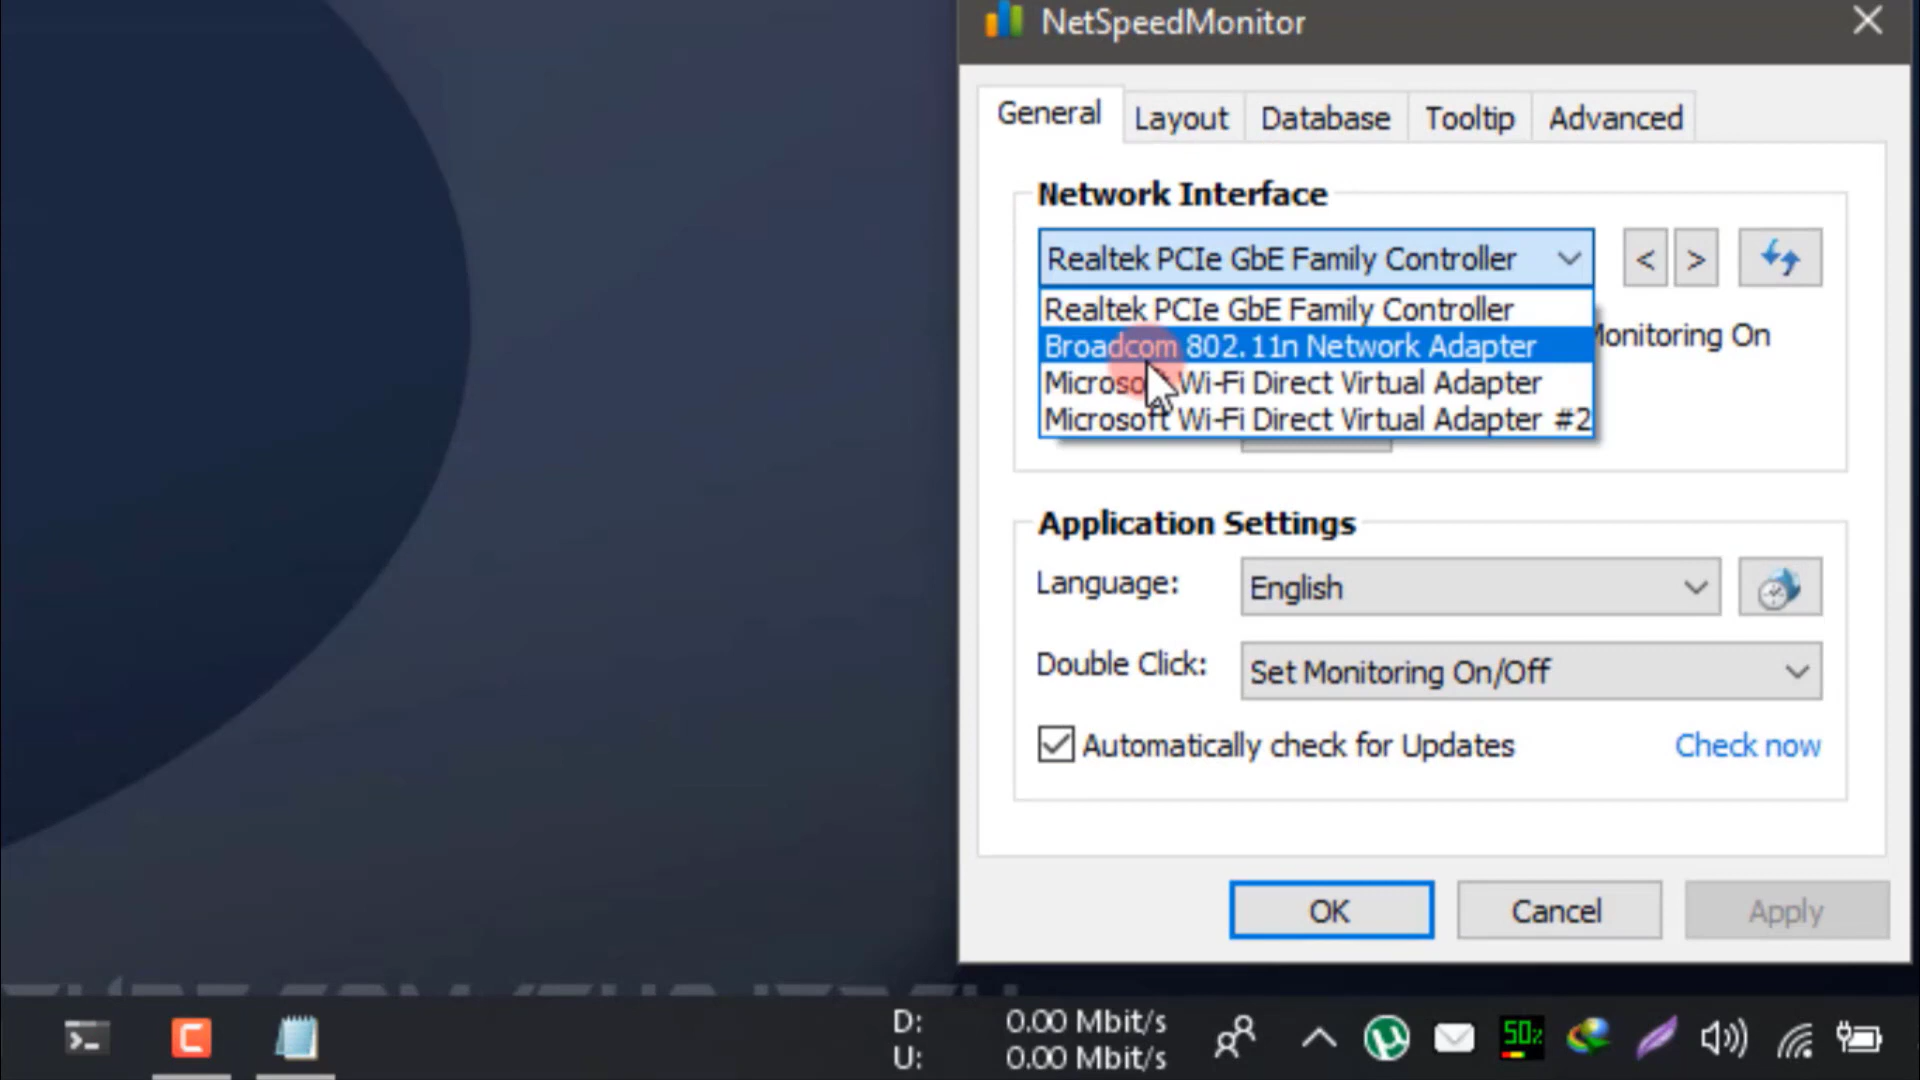 NetSpeedMonitor
General Layout Database Tooltip Advanced
Network Interface
Realtek PCIe GbE Family Controller
< >
Realtek PCIe GbE Family Controller
Broadcom 802.11n Network Adapter
Monitoring On
Microsoft Wi-Fi Direct Virtual Adapter
Microsoft Wi-Fi Direct Virtual Adapter #2
Application Settings
Language: English
Double Click: Set Monitoring On/Off
Automatically check for Updates Check now
OK Cancel Apply
D: 0.00 Mbit/s
U: 0.00 Mbit/s
50%